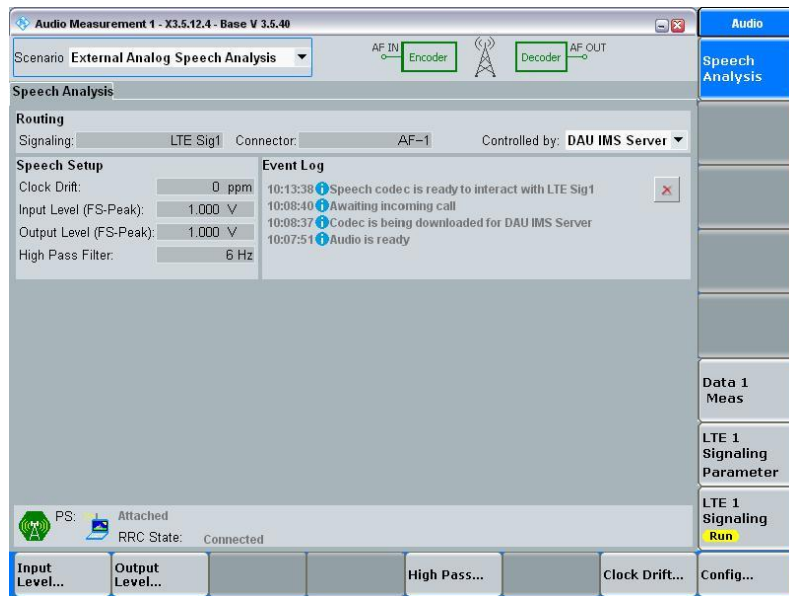 Audio Measurement 1 - X3.5.12.4 - Base V 3.5.40
Audio
Scenario External Analog Speech Analysis
AF IN
Encoder
Decoder
AF OUT
Speech Analysis
Speech Analysis
Routing
Signaling: LTE Sig1 Connector: AF-1 Controlled by: DAU IMS Server
Speech Setup
Clock Drift: 0 ppm
Input Level (FS-Peak): 1.000 V
Output Level (FS-Peak): 1.000 V
High Pass Filter: 6 Hz
Event Log
10:13:38 Speech codec is ready to interact with LTE Sig1
10:08:40 Awaiting incoming call
10:08:37 Codec is being downloaded for DAU IMS Server
10:07:51 Audio is ready
Data 1
Meas
LTE 1
Signaling
Parameter
LTE 1
Signaling
Run
PS: Attached
RRC State: Connected
Input
Level...
Output
Level...
High Pass...
Clock Drift...
Config...